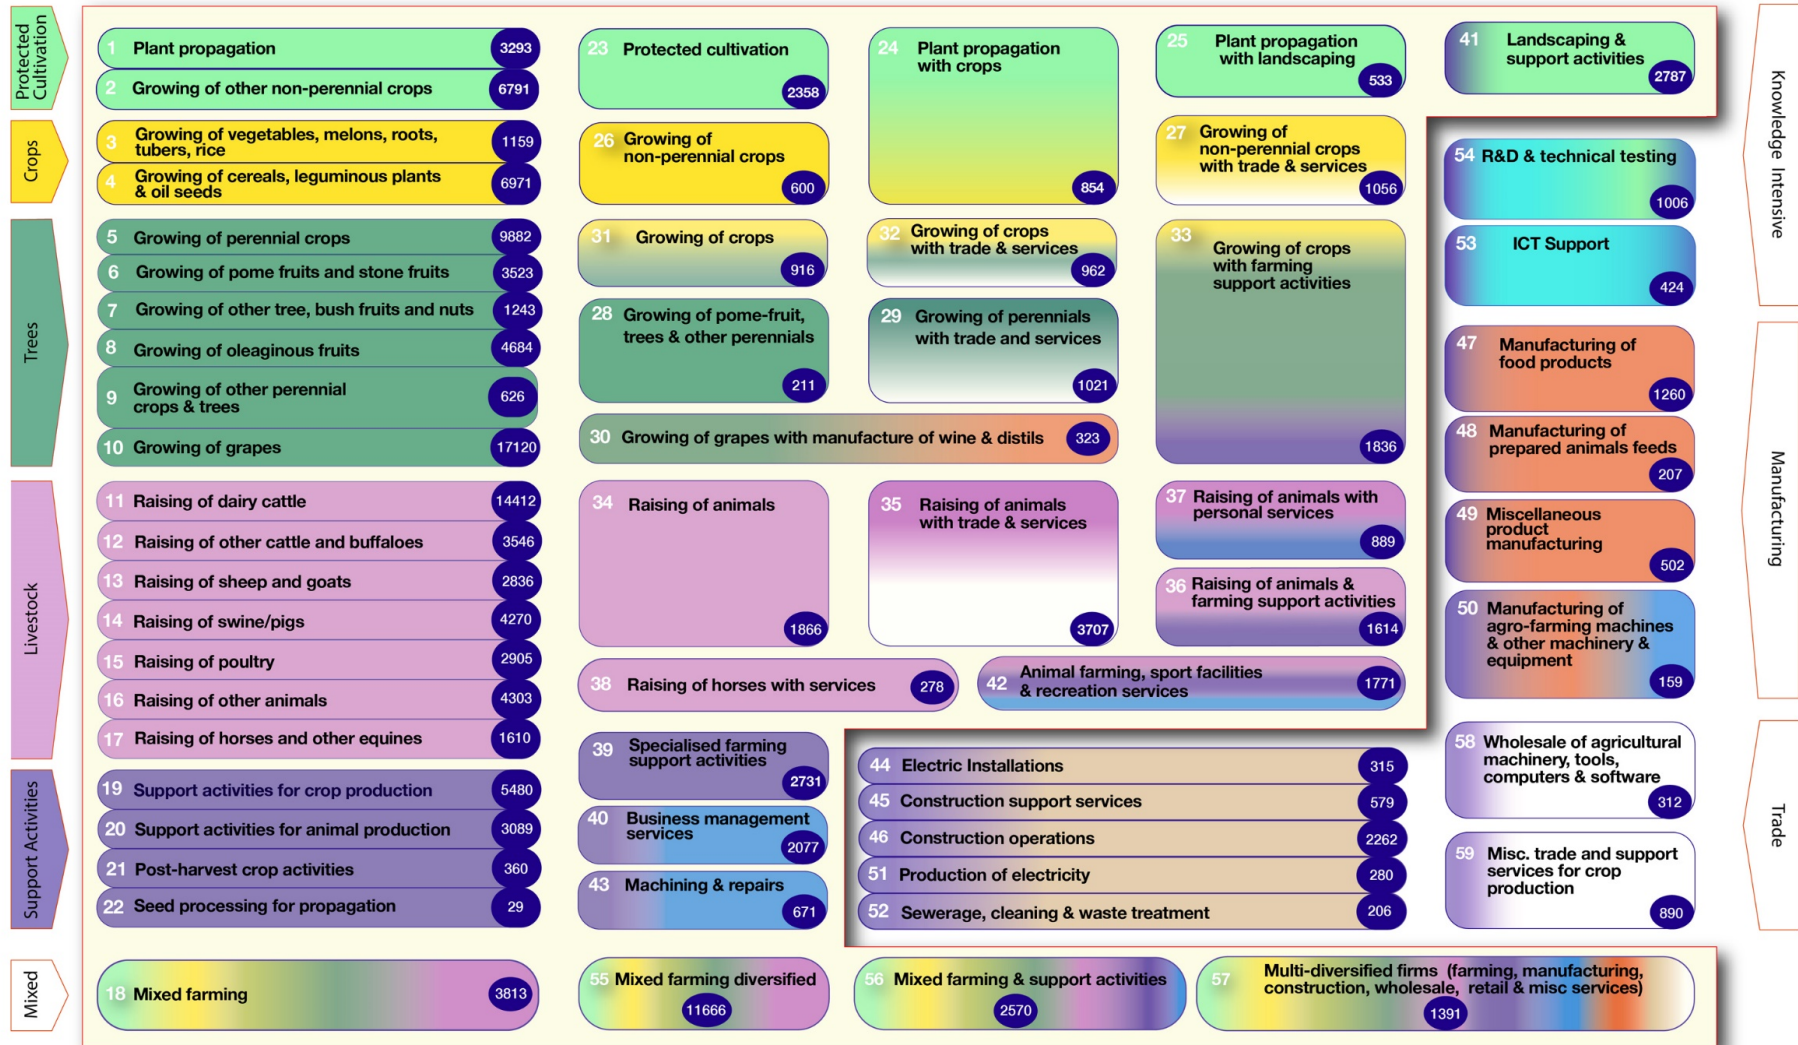 Protected
Cultivation
1 Plant propagation 3293
2 Growing of other non-perennial crops 6791
23 Protected cultivation
2358
24 Plant propagation
with crops
854
25 Plant propagation
with landscaping
533
41 Landscaping &
support activities
2787
Knowledge Intensive
Crops
3 Growing of vegetables, melons, roots,
tubers, rice 1159
4 Growing of cereals, leguminous plants
& oil seeds 6971
26 Growing of
non-perennial crops
600
27 Growing of
non-perennial crops
with trade & services
1056
54 R&D & technical testing
1006
53 ICT Support
424
Trees
5 Growing of perennial crops 9882
6 Growing of pome fruits and stone fruits 3523
7 Growing of other tree, bush fruits and nuts 1243
8 Growing of oleaginous fruits 4684
9 Growing of other perennial
crops & trees 626
10 Growing of grapes 17120
31 Growing of crops
916
32 Growing of crops
with trade & services
962
33 Growing of crops
with farming
support activities
1836
28 Growing of pome-fruit,
trees & other perennials
211
29 Growing of perennials
with trade and services
1021
30 Growing of grapes with manufacture of wine & distils 323
Manufacturing
47 Manufacturing of
food products
1260
48 Manufacturing of
prepared animals feeds
207
49 Miscellaneous
product
manufacturing
502
50 Manufacturing of
agro-farming machines
& other machinery &
equipment
159
Livestock
11 Raising of dairy cattle 14412
12 Raising of other cattle and buffaloes 3546
13 Raising of sheep and goats 2836
14 Raising of swine/pigs 4270
15 Raising of poultry 2905
16 Raising of other animals 4303
17 Raising of horses and other equines 1610
34 Raising of animals
1866
35 Raising of animals
with trade & services
3707
37 Raising of animals with
personal services
889
36 Raising of animals &
farming support activities
1614
38 Raising of horses with services 278
42 Animal farming, sport facilities
& recreation services 1771
Support Activities
19 Support activities for crop production 5480
20 Support activities for animal production 3089
21 Post-harvest crop activities 360
22 Seed processing for propagation 29
39 Specialised farming
support activities
2731
40 Business management
services
2077
43 Machining & repairs
671
44 Electric Installations 315
45 Construction support services 579
46 Construction operations 2262
51 Production of electricity 280
52 Sewerage, cleaning & waste treatment 206
Trade
58 Wholesale of agricultural
machinery, tools,
computers & software
312
59 Misc. trade and support
services for crop
production
890
Mixed
18 Mixed farming 3813
55 Mixed farming diversified
11666
56 Mixed farming & support activities
2570
57 Multi-diversified firms (farming, manufacturing,
construction, wholesale, retail & misc services)
1391